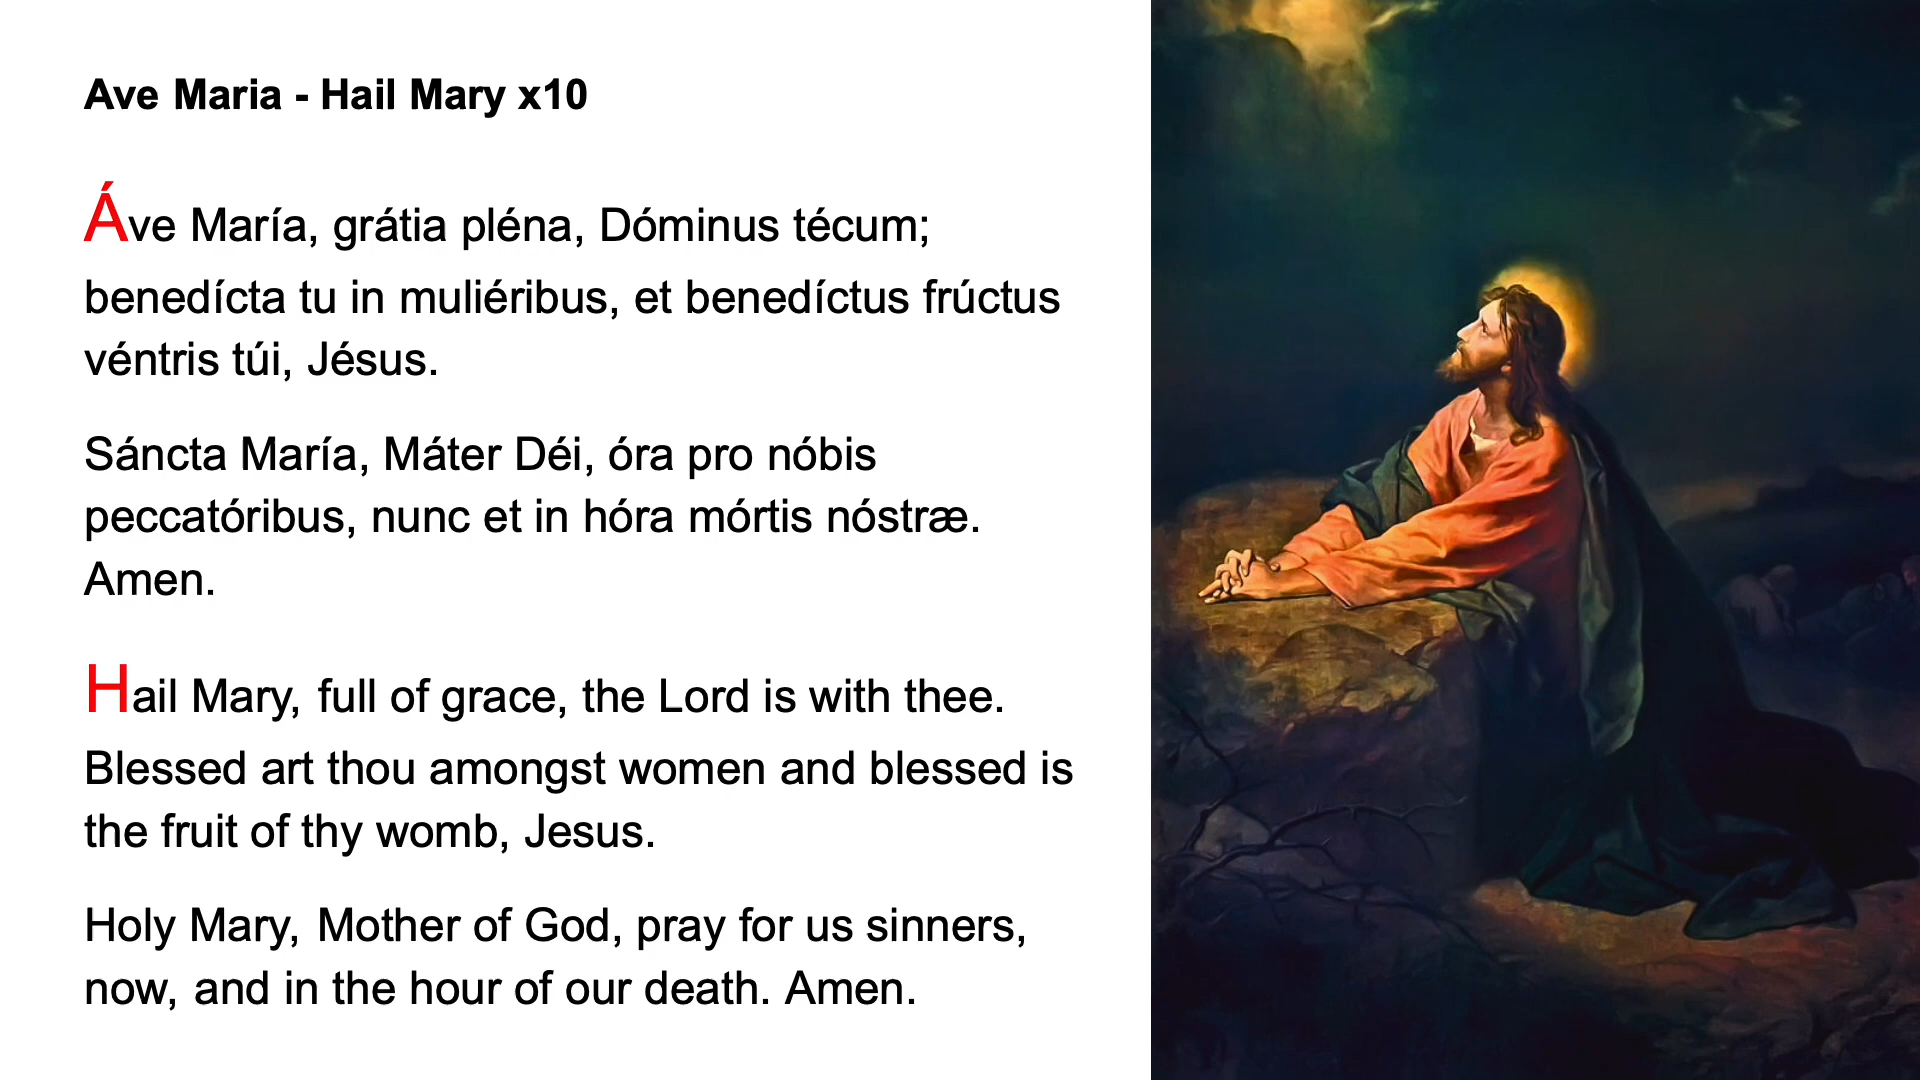 Ave Maria - Hail Mary x10
Áve María, grátia pléna, Dóminus técum;
benedícta tu in muliéribus, et benedíctus frúctus
véntris túi, Jésus.
Sáncta María, Máter Déi, óra pro nóbis
peccatóribus, nunc et in hóra mórtis nóstræ.
Amen.
Hail Mary, full of grace, the Lord is with thee.
Blessed art thou amongst women and blessed is
the fruit of thy womb, Jesus.
Holy Mary, Mother of God, pray for us sinners,
now, and in the hour of our death. Amen.